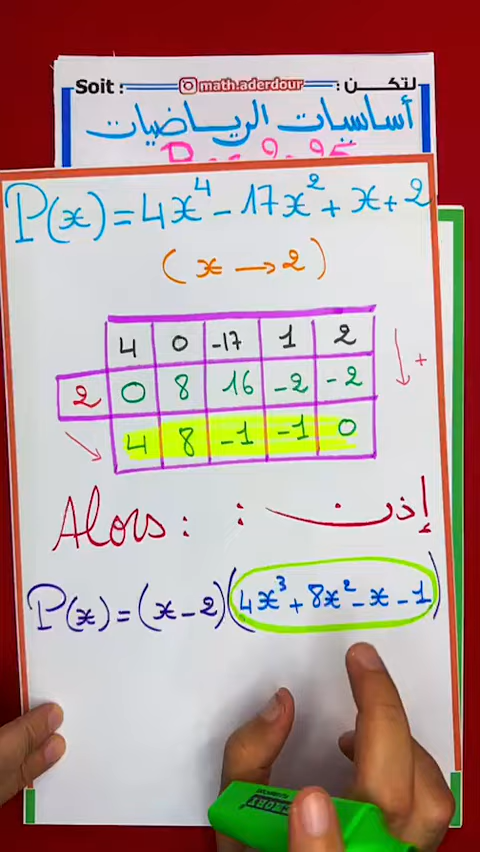 Soit : math.aderdour لتكن :
أساسيات الرياضيات
P(x) = 4x⁴ - 17x² + x + 2
(x → 2)
4 0 -17 1 2
2 0 8 16 -2 -2 +
4 8 -1 -1 0
Alors : إذن :
P(x) = (x - 2)(4x³ + 8x² - x - 1)